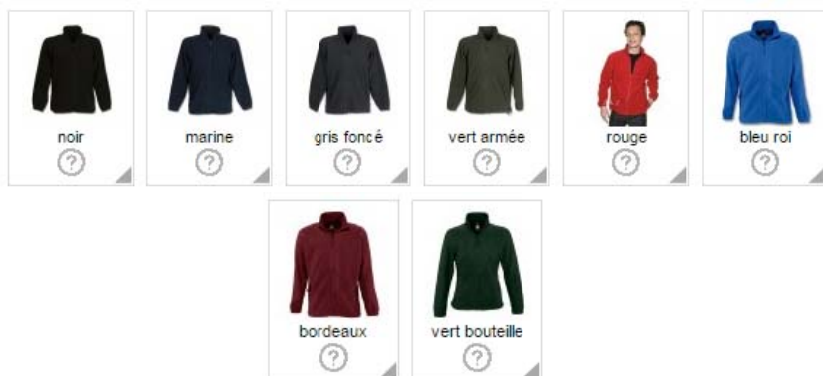 noir
marine
gris foncé
vert armée
rouge
bleu roi
?
?
?
?
?
?
bordeaux
vert bouteille
?
?